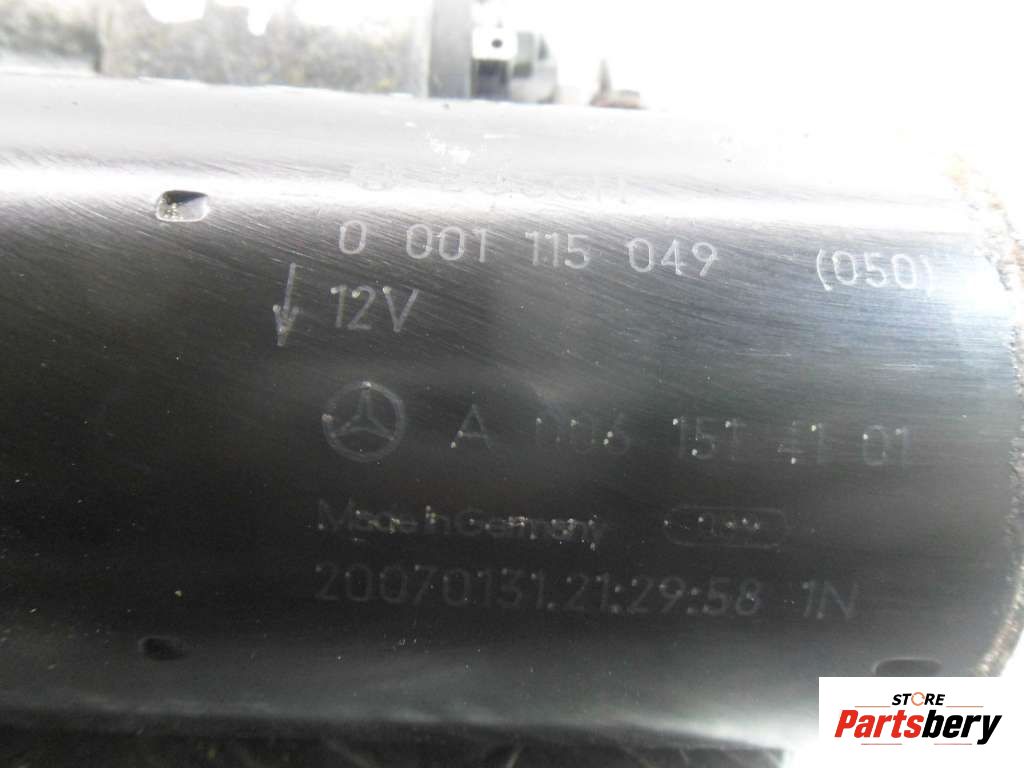 BOSCH
0 001 115 049 (050)
12V
A 006 151 41 01
Made in Germany
20070131.21:29:58 1N
STORE
Partsbery